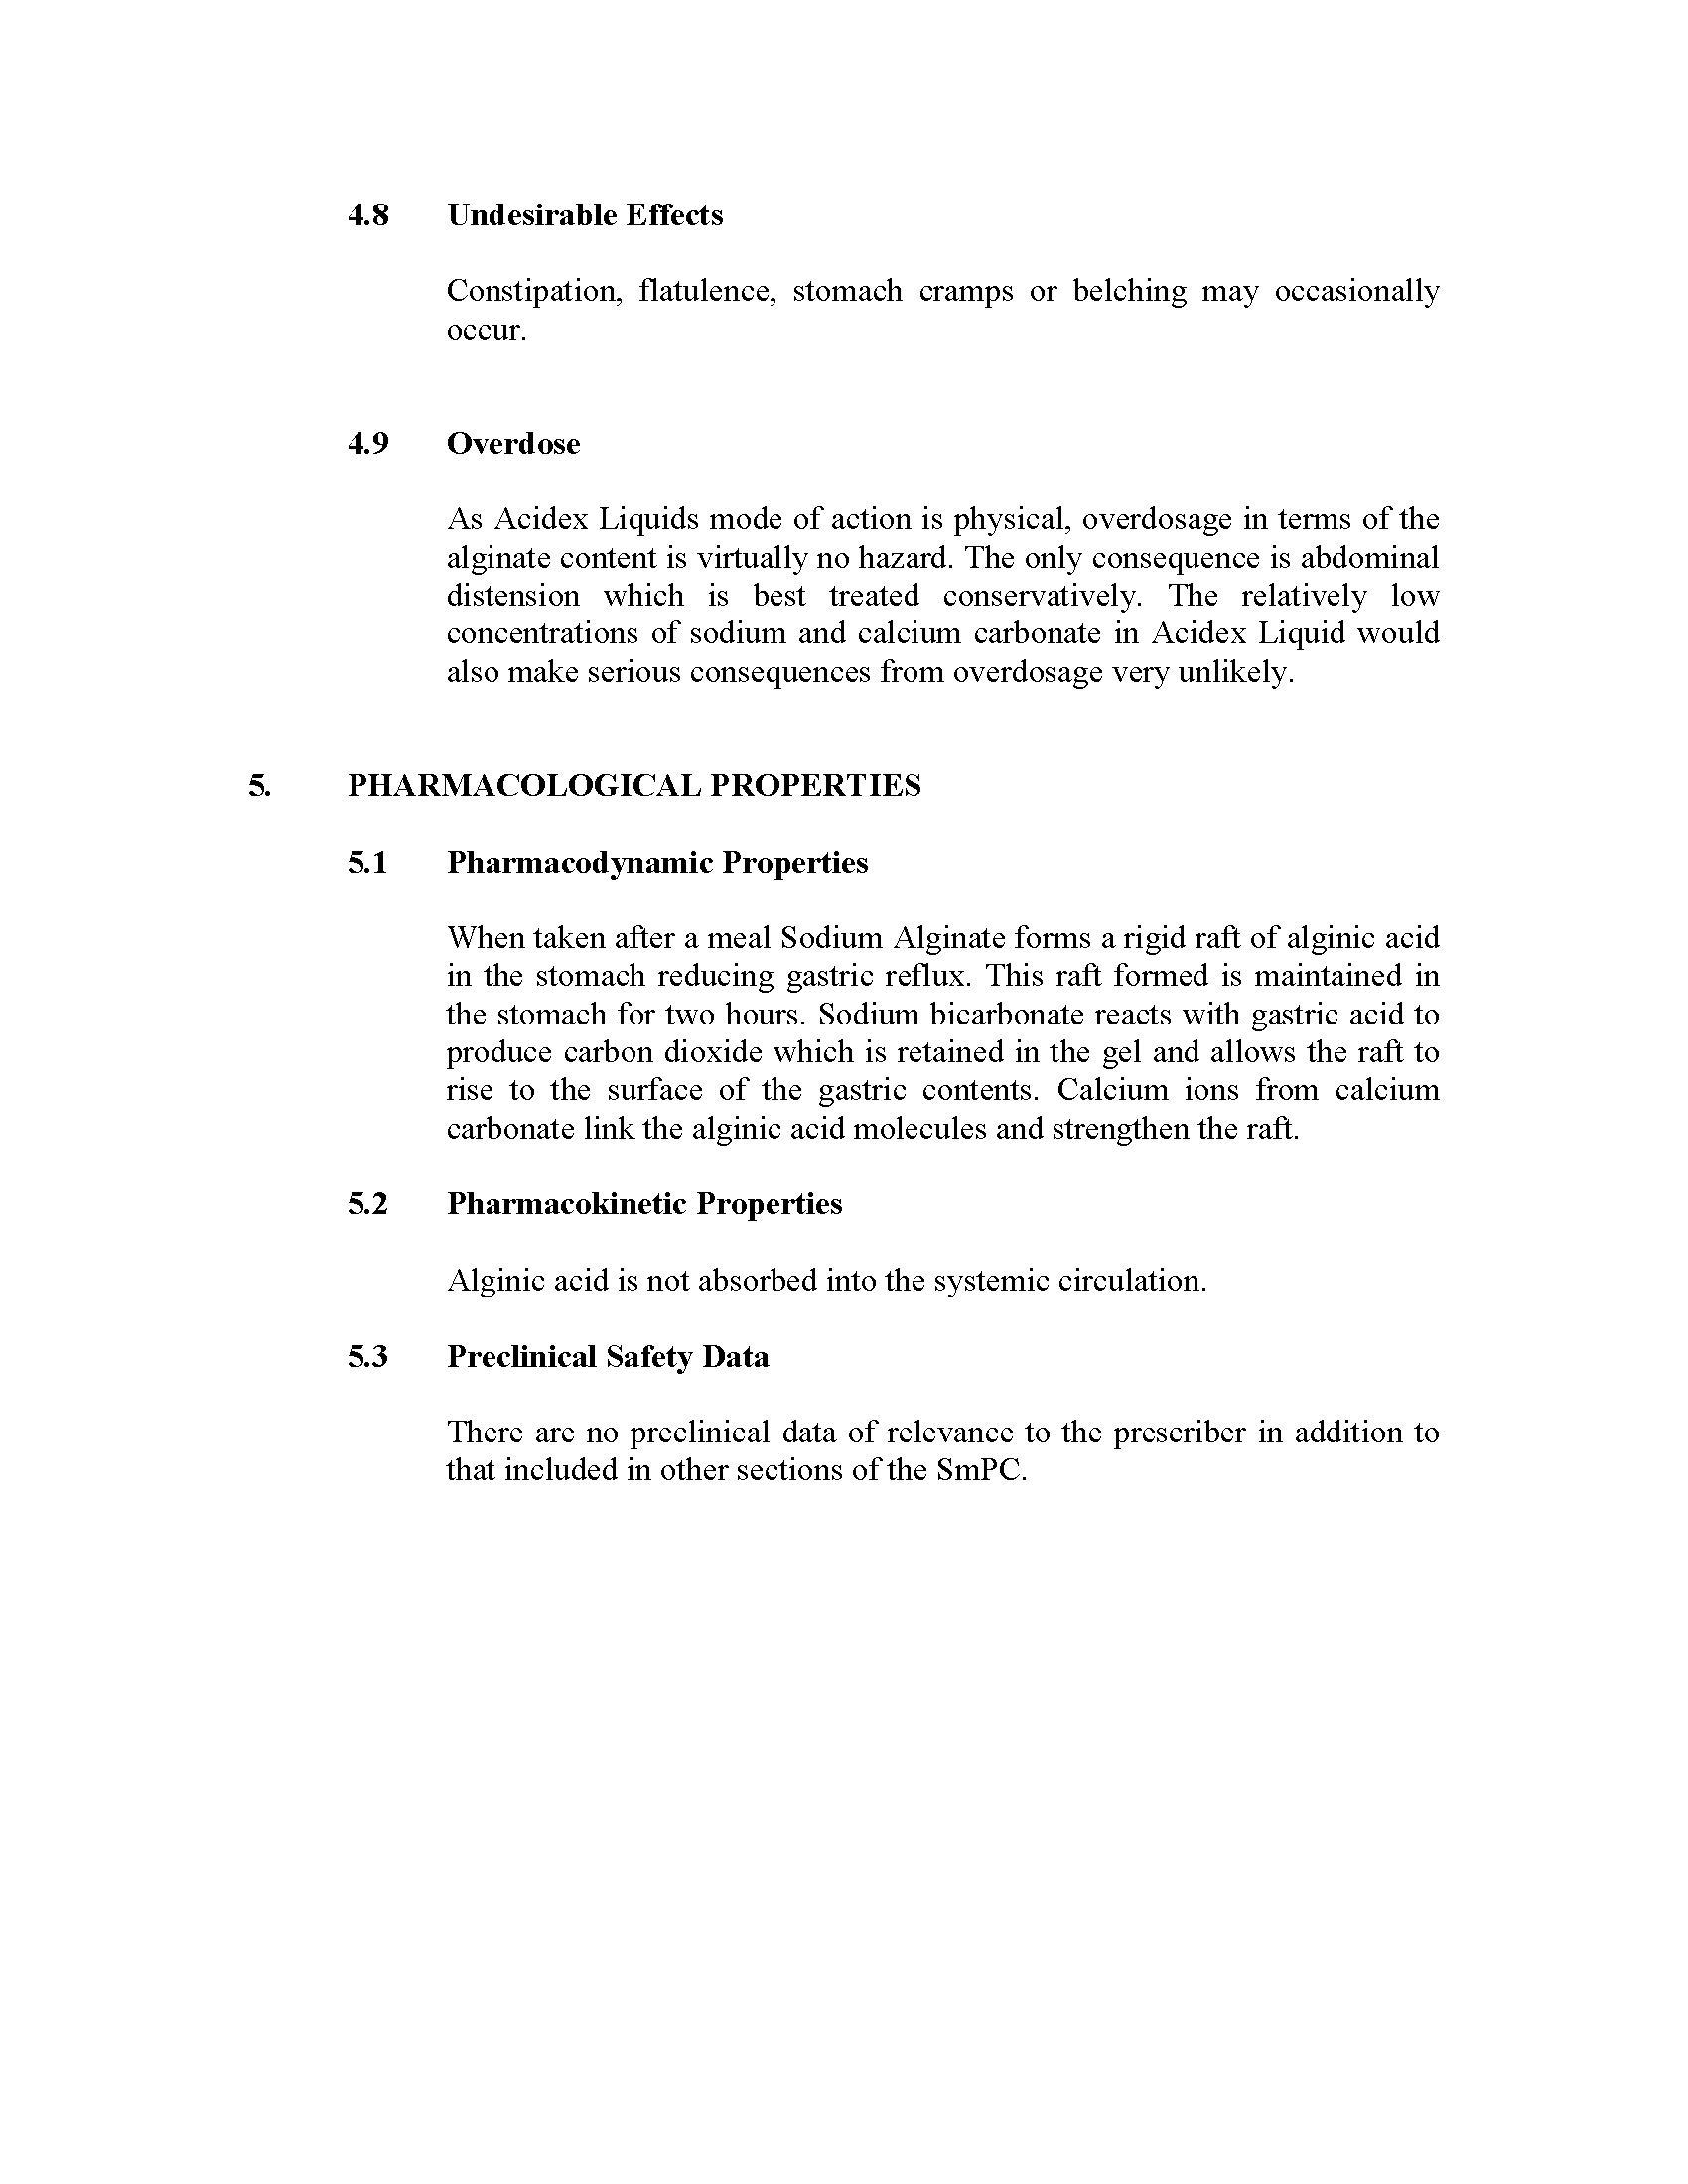 4.8 Undesirable Effects
Constipation, flatulence, stomach cramps or belching may occasionally
occur.
4.9 Overdose
As Acidex Liquids mode of action is physical, overdosage in terms of the
alginate content is virtually no hazard. The only consequence is abdominal
distension which is best treated conservatively. The relatively low
concentrations of sodium and calcium carbonate in Acidex Liquid would
also make serious consequences from overdosage very unlikely.
5. PHARMACOLOGICAL PROPERTIES
5.1 Pharmacodynamic Properties
When taken after a meal Sodium Alginate forms a rigid raft of alginic acid
in the stomach reducing gastric reflux. This raft formed is maintained in
the stomach for two hours. Sodium bicarbonate reacts with gastric acid to
produce carbon dioxide which is retained in the gel and allows the raft to
rise to the surface of the gastric contents. Calcium ions from calcium
carbonate link the alginic acid molecules and strengthen the raft.
5.2 Pharmacokinetic Properties
Alginic acid is not absorbed into the systemic circulation.
5.3 Preclinical Safety Data
There are no preclinical data of relevance to the prescriber in addition to
that included in other sections of the SmPC.